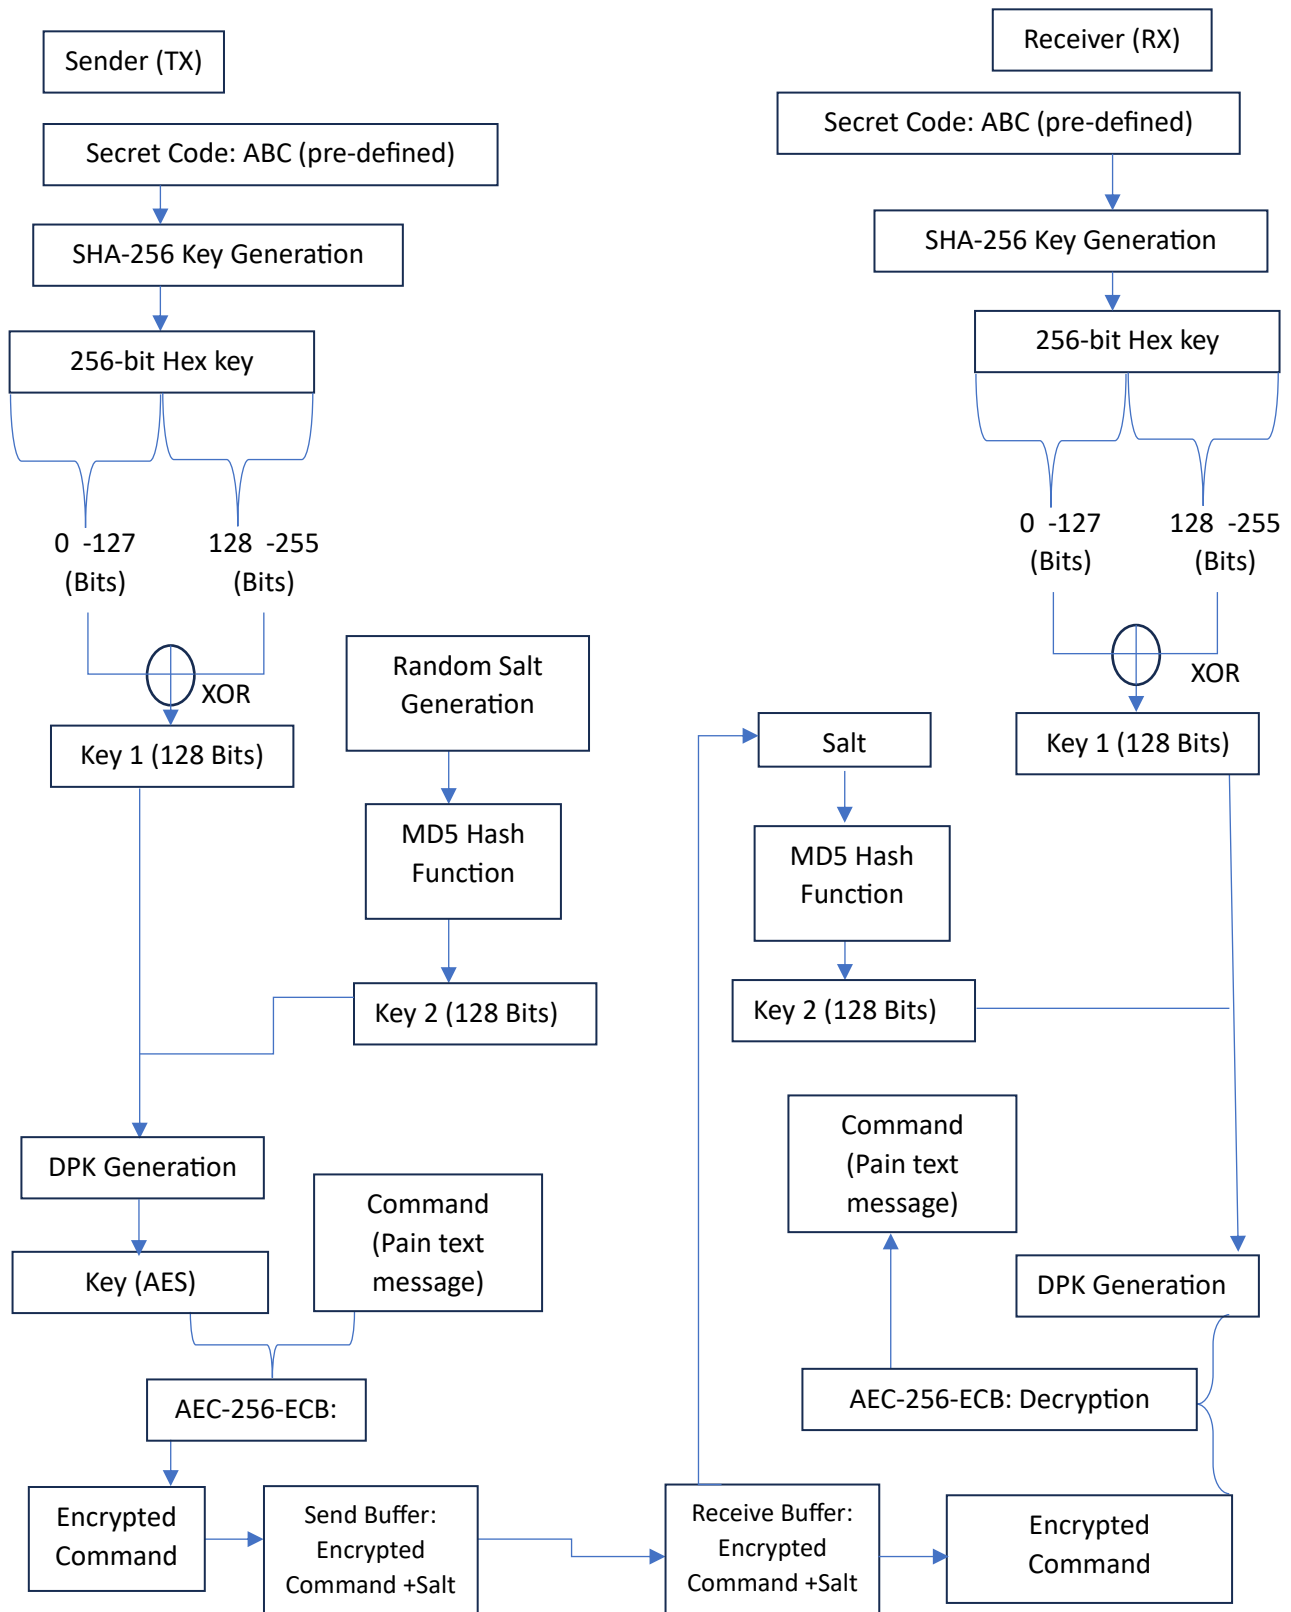 Sender (TX)
Secret Code: ABC (pre-defined)
SHA-256 Key Generation
256-bit Hex key
0 -127
(Bits)
128 -255
(Bits)
XOR
Key 1 (128 Bits)
Random Salt
Generation
MD5 Hash
Function
Key 2 (128 Bits)
DPK Generation
Key (AES)
Command
(Pain text
message)
AEC-256-ECB:
Encrypted
Command
Send Buffer:
Encrypted
Command +Salt
Receiver (RX)
Secret Code: ABC (pre-defined)
SHA-256 Key Generation
256-bit Hex key
0 -127
(Bits)
128 -255
(Bits)
XOR
Key 1 (128 Bits)
Salt
MD5 Hash
Function
Key 2 (128 Bits)
Command
(Pain text
message)
DPK Generation
AEC-256-ECB: Decryption
Receive Buffer:
Encrypted
Command +Salt
Encrypted
Command